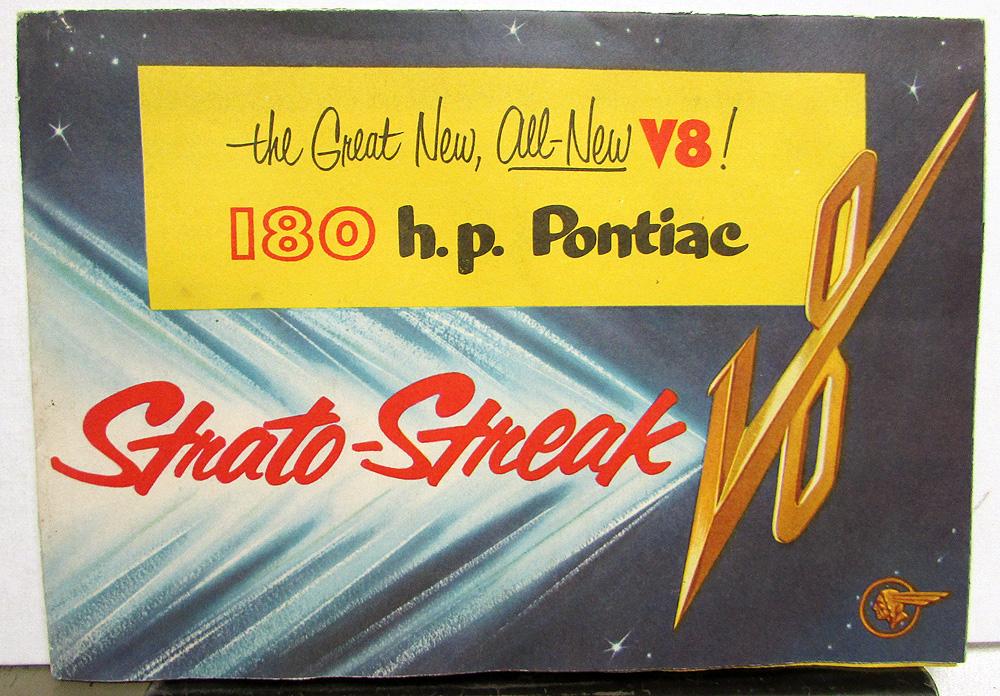 the Great New, All-New V8!
180 h.p. Pontiac
Strato-Streak
V8